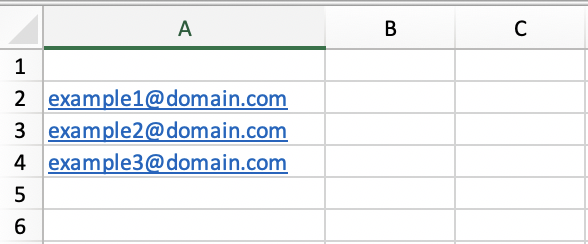 A B C
1
2 example1@domain.com
3 example2@domain.com
4 example3@domain.com
5
6